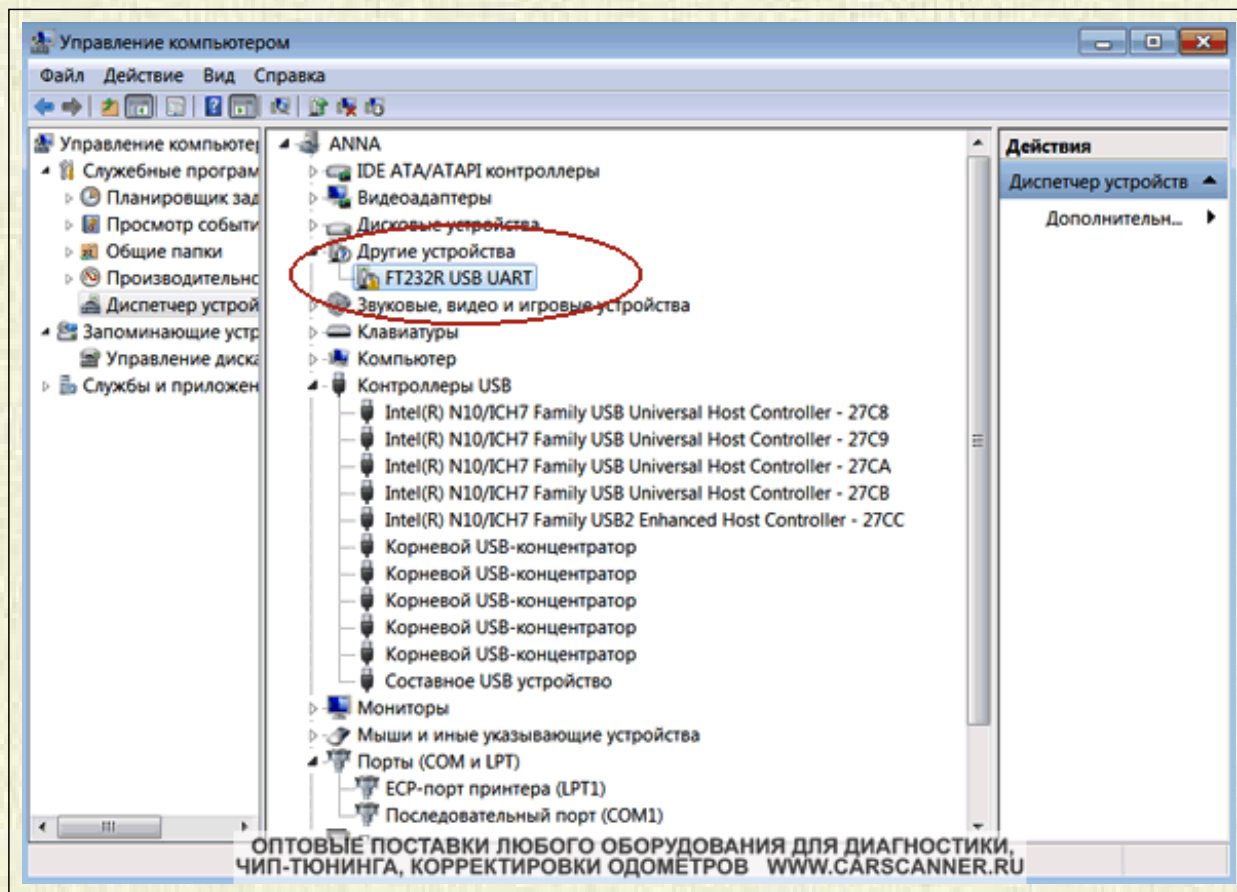 Управление компьютером
Файл Действие Вид Справка
Управление компьютер
Служебные програм
Планировщик зад
Просмотр событи
Общие папки
Производительно
Диспетчер устрой
Запоминающие устр
Управление диска
Службы и приложен
ANNA
IDE ATA/ATAPI контроллеры
Видеоадаптеры
Дисковые устройства
Другие устройства
FT232R USB UART
Звуковые, видео и игровые устройства
Клавиатуры
Компьютер
Контроллеры USB
Intel(R) N10/ICH7 Family USB Universal Host Controller - 27C8
Intel(R) N10/ICH7 Family USB Universal Host Controller - 27C9
Intel(R) N10/ICH7 Family USB Universal Host Controller - 27CA
Intel(R) N10/ICH7 Family USB Universal Host Controller - 27CB
Intel(R) N10/ICH7 Family USB2 Enhanced Host Controller - 27CC
Корневой USB-концентратор
Корневой USB-концентратор
Корневой USB-концентратор
Корневой USB-концентратор
Корневой USB-концентратор
Составное USB устройство
Мониторы
Мыши и иные указывающие устройства
Порты (COM и LPT)
ECP-порт принтера (LPT1)
Последовательный порт (COM1)
Действия
Диспетчер устройств
Дополнительн...
ОПТОВЫЕ ПОСТАВКИ ЛЮБОГО ОБОРУДОВАНИЯ ДЛЯ ДИАГНОСТИКИ,
ЧИП-ТЮНИНГА, КОРРЕКТИРОВКИ ОДОМЕТРОВ WWW.CARSCANNER.RU